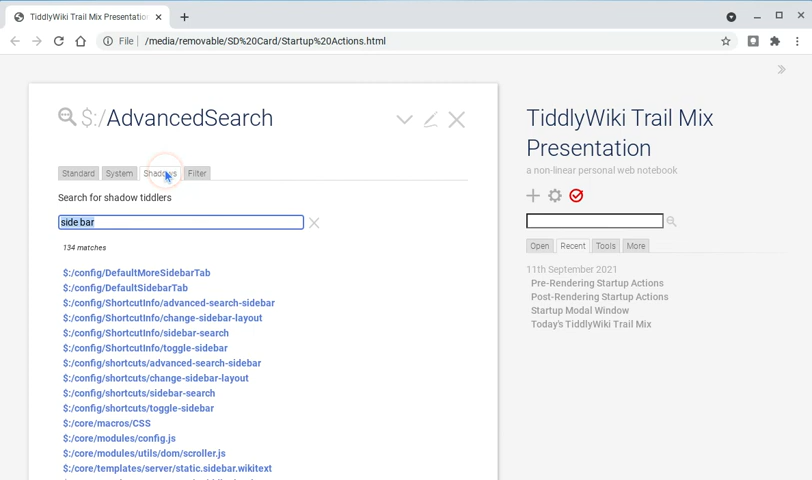 TiddlyWiki Trail Mix Presentation
File
/media/removable/SD%20Card/Startup%20Actions.html
$:/AdvancedSearch
Standard
System
Shadows
Filter
Search for shadow tiddlers
side bar
134 matches
$:/config/DefaultMoreSidebarTab
$:/config/DefaultSidebarTab
$:/config/ShortcutInfo/advanced-search-sidebar
$:/config/ShortcutInfo/change-sidebar-layout
$:/config/ShortcutInfo/sidebar-search
$:/config/ShortcutInfo/toggle-sidebar
$:/config/shortcuts/advanced-search-sidebar
$:/config/shortcuts/change-sidebar-layout
$:/config/shortcuts/sidebar-search
$:/config/shortcuts/toggle-sidebar
$:/core/macros/CSS
$:/core/modules/config.js
$:/core/modules/utils/dom/scroller.js
$:/core/templates/server/static.sidebar.wikitext
TiddlyWiki Trail Mix
Presentation
a non-linear personal web notebook
Open
Recent
Tools
More
11th September 2021
Pre-Rendering Startup Actions
Post-Rendering Startup Actions
Startup Modal Window
Today's TiddlyWiki Trail Mix